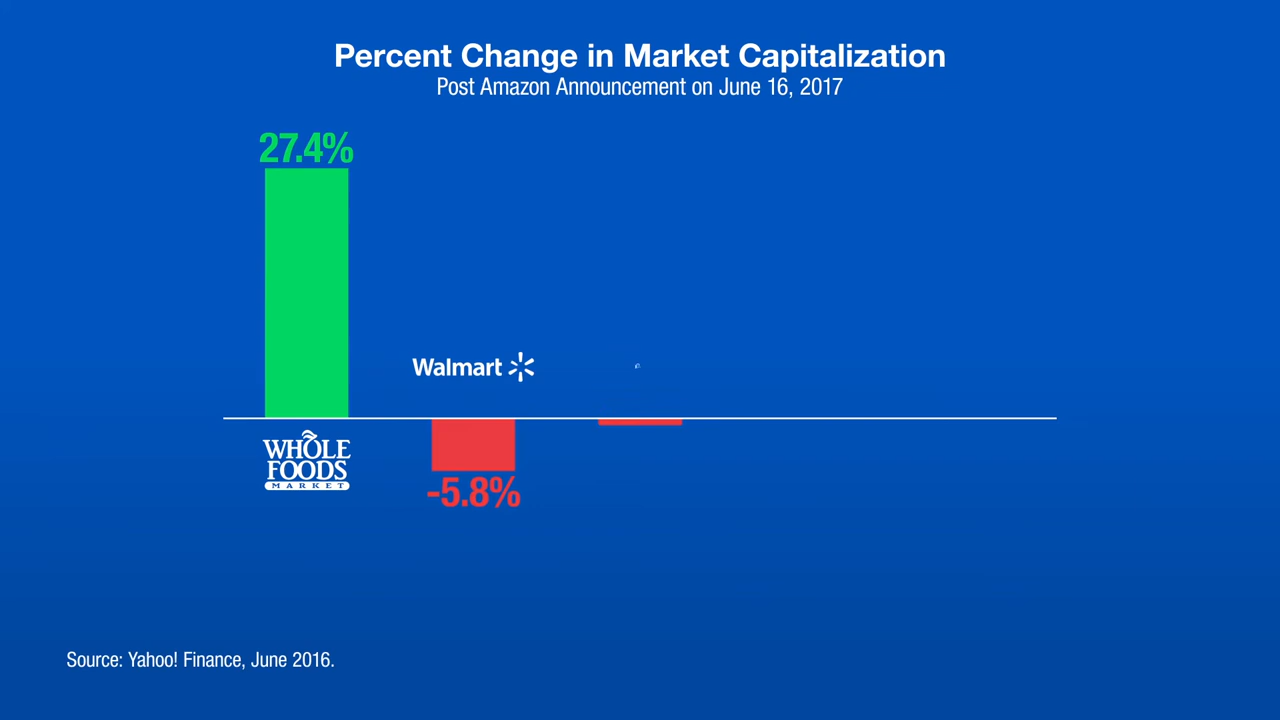 Percent Change in Market Capitalization
Post Amazon Announcement on June 16, 2017
27.4%
Walmart
WHOLE
FOODS
MARKET
-5.8%
Source: Yahoo! Finance, June 2016.